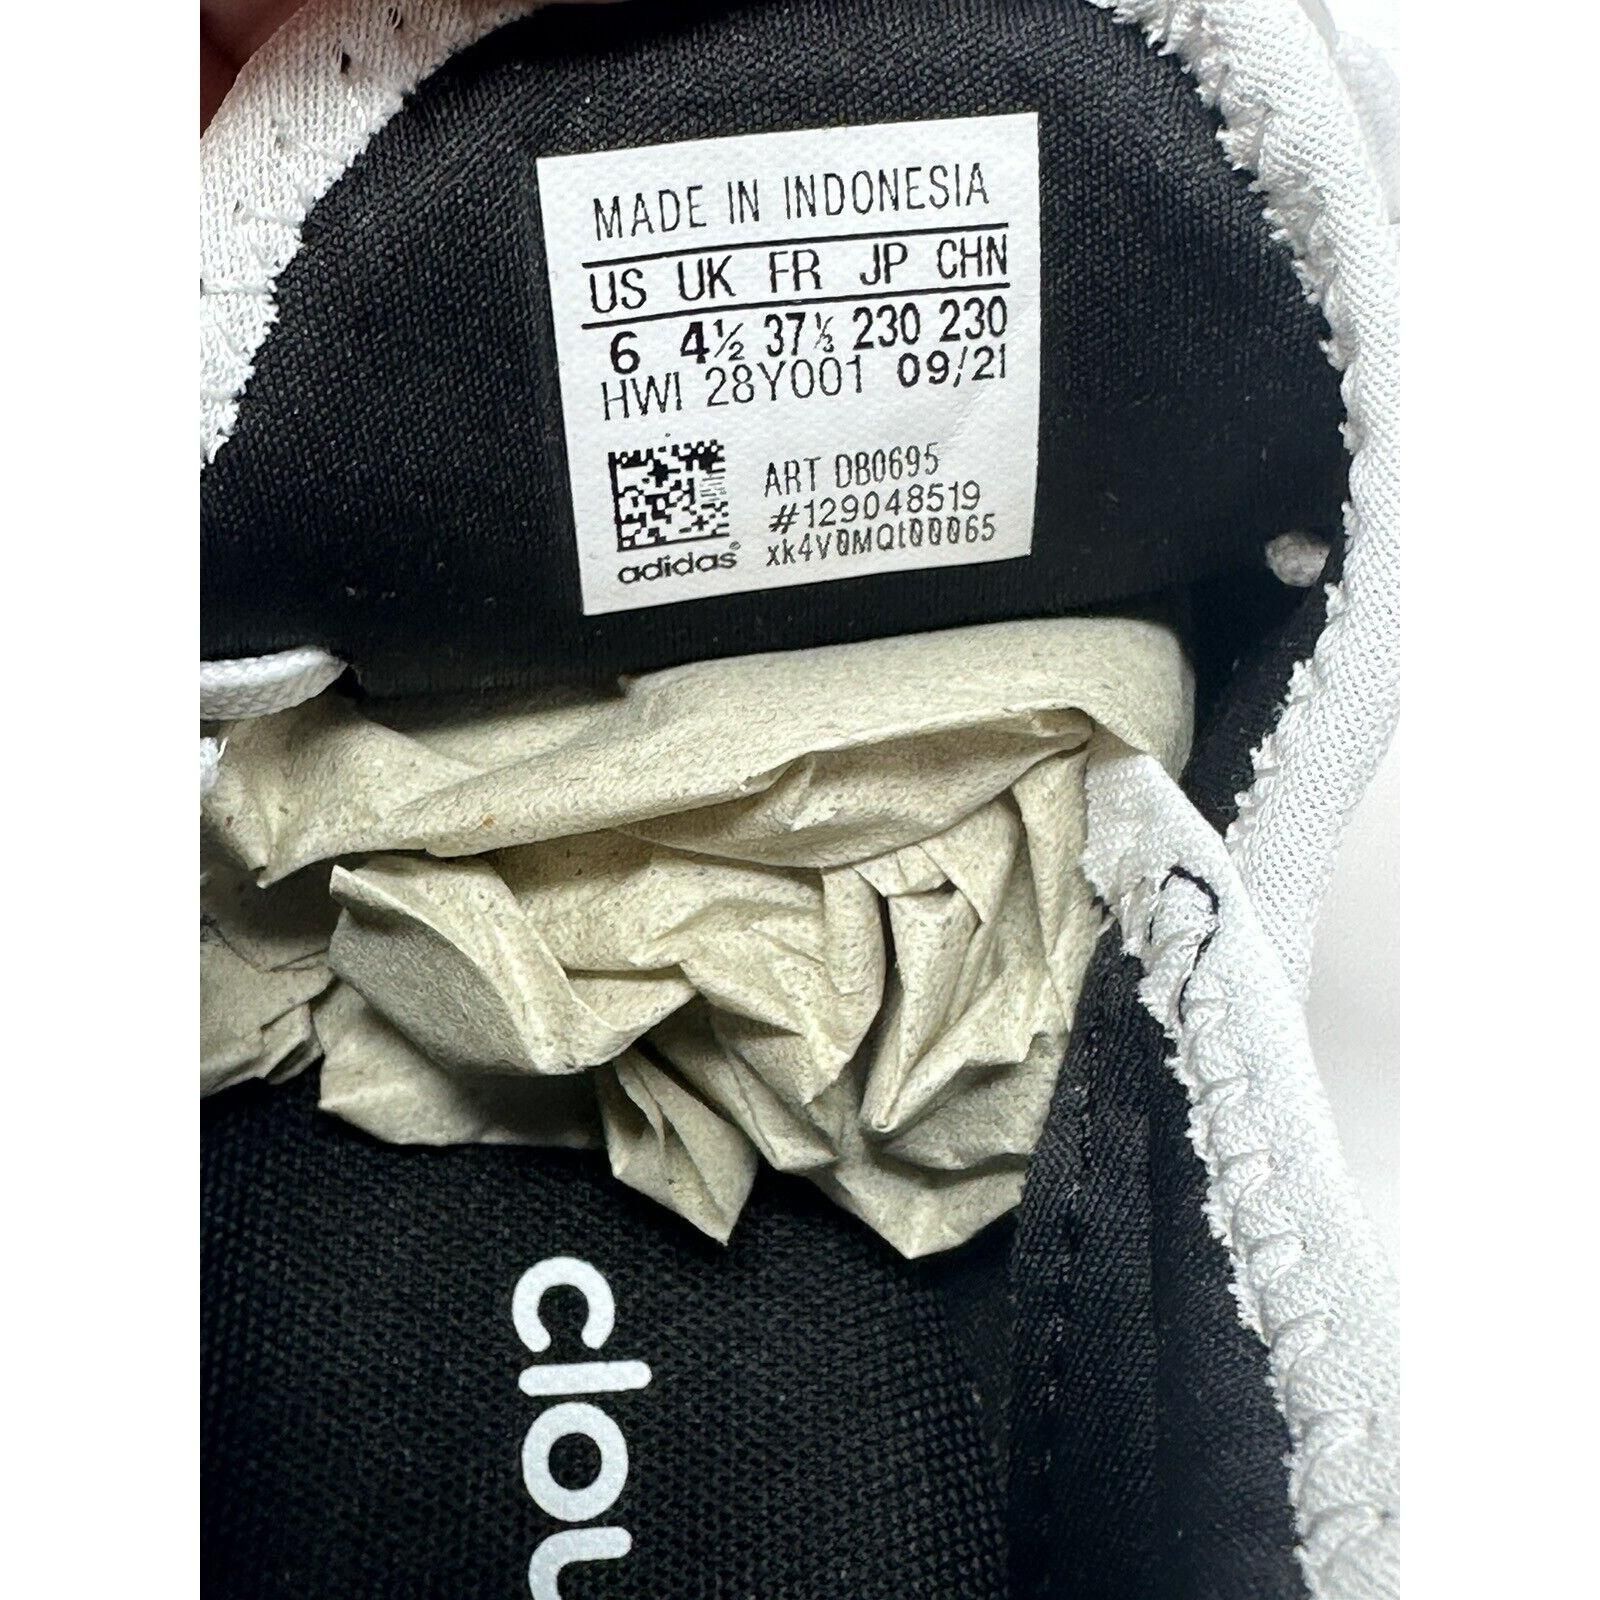 MADE IN INDONESIA
US UK FR JP CHN
6 4½ 37⅓ 230 230
HWI 28Y001 09/21
ART DB0695
#129048519
xk4V0MQt00065
adidas®
clou